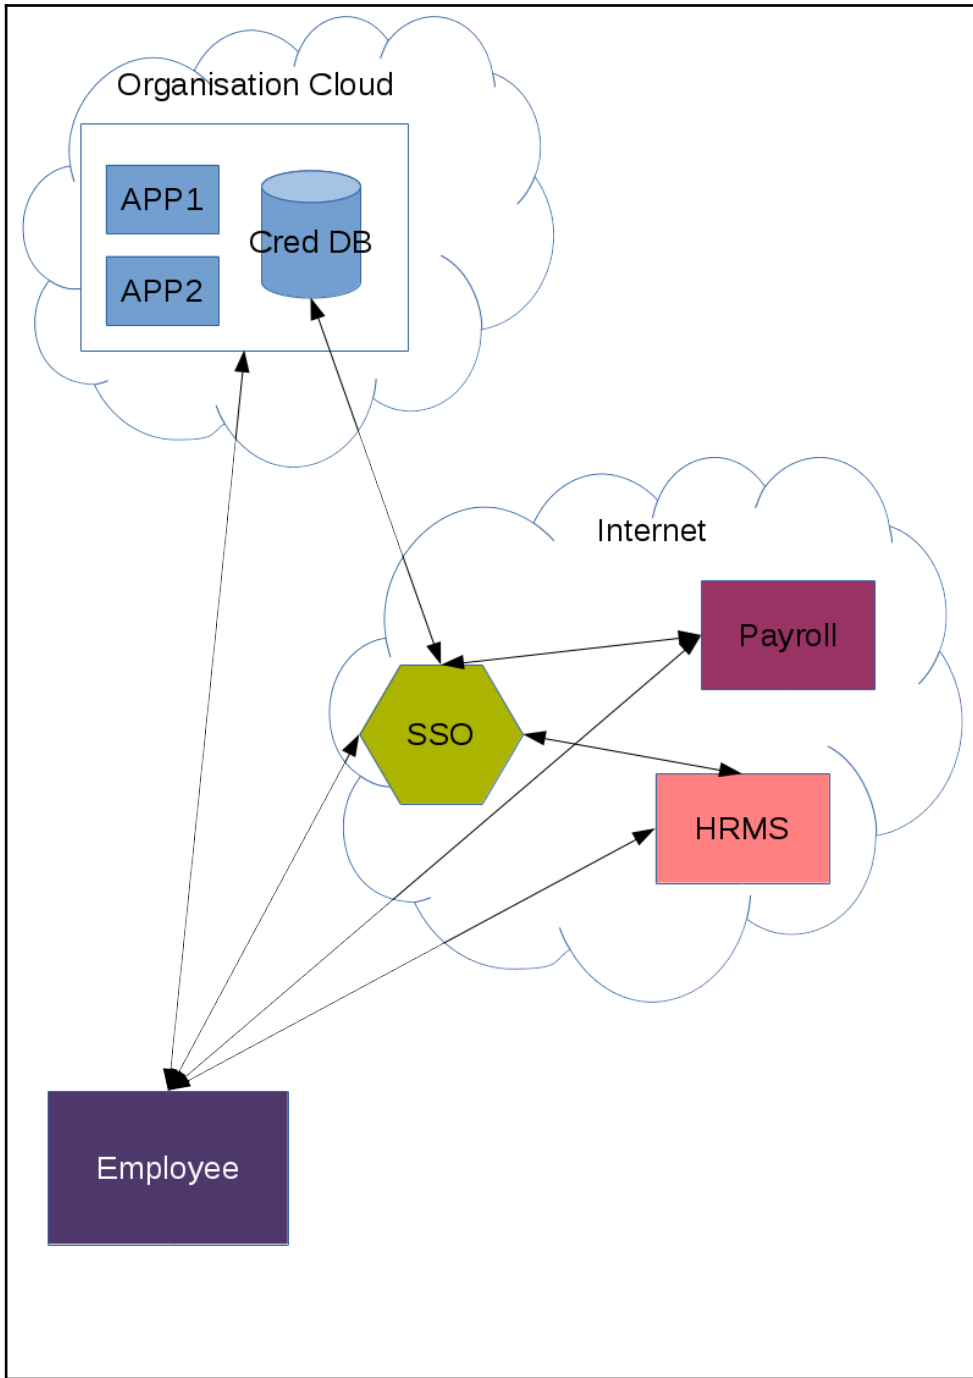 Organisation Cloud
APP1
Cred DB
APP2
Internet
Payroll
SSO
HRMS
Employee